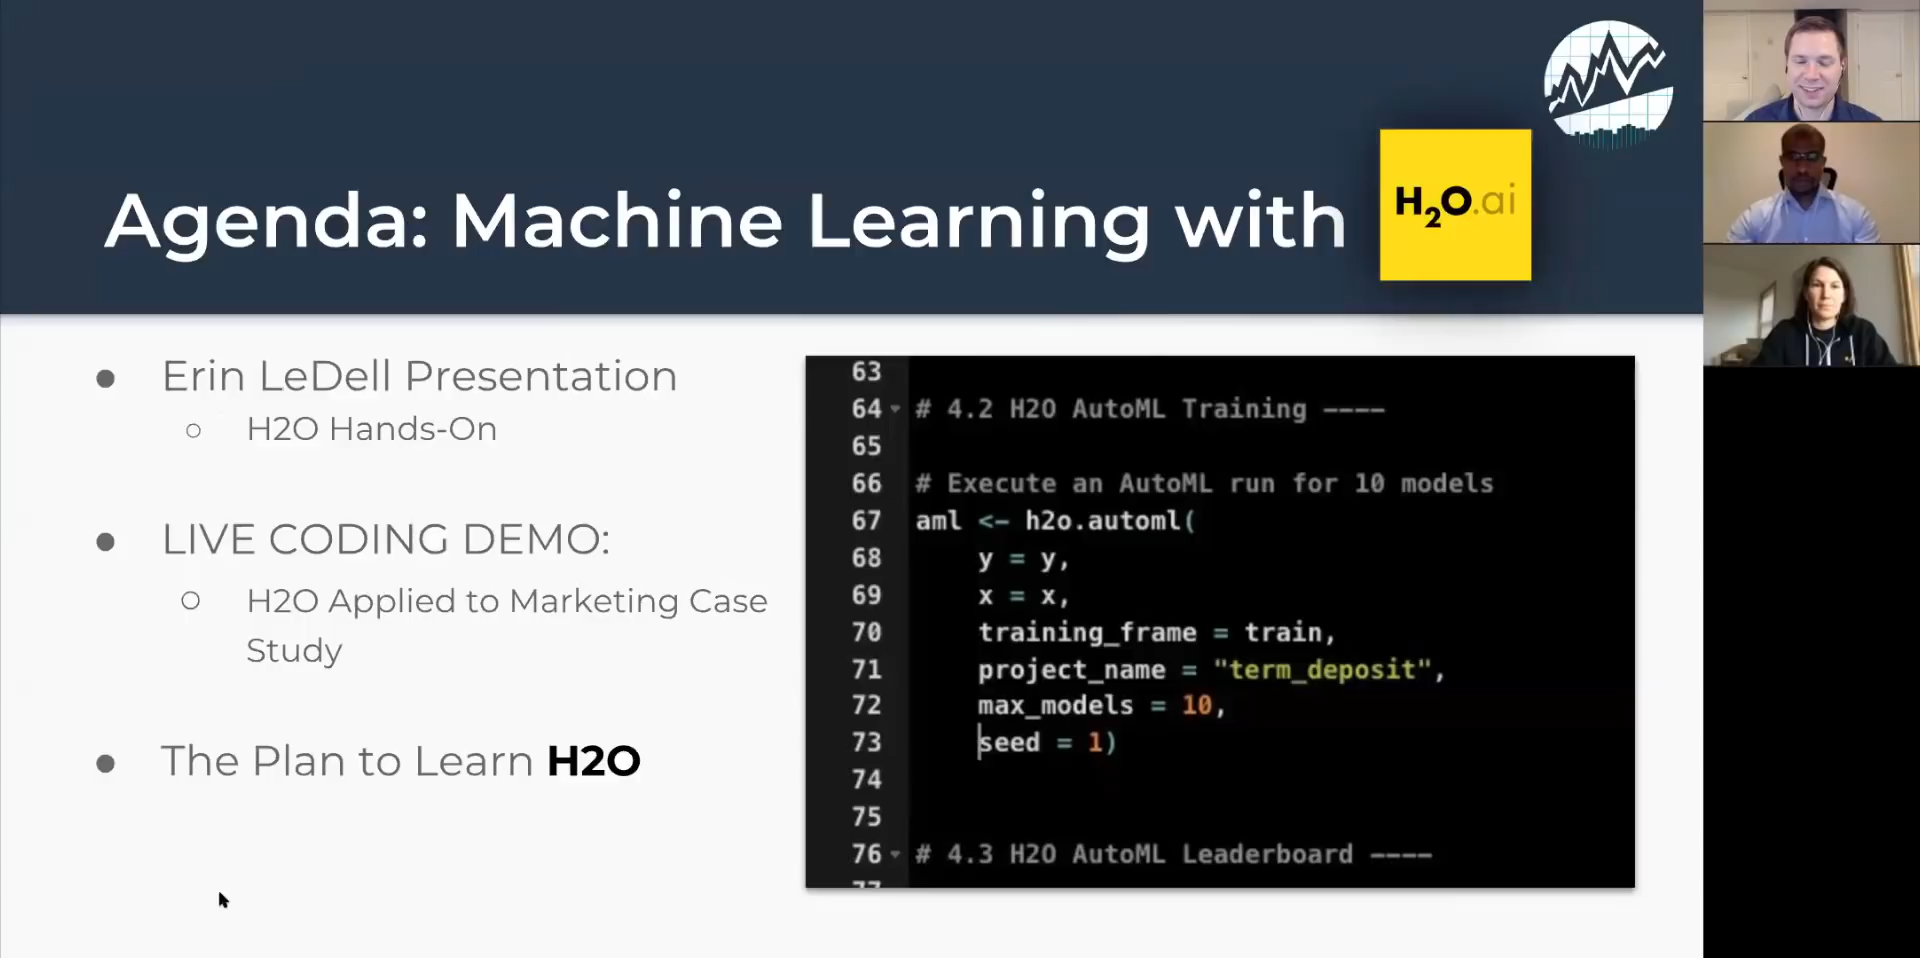 Agenda: Machine Learning with
H2O.ai
● Erin LeDell Presentation
○ H2O Hands-On
● LIVE CODING DEMO:
○ H2O Applied to Marketing Case
Study
● The Plan to Learn H2O
63
64 # 4.2 H2O AutoML Training ----
65
66 # Execute an AutoML run for 10 models
67 aml <- h2o.automl(
68 y = y,
69 x = x,
70 training_frame = train,
71 project_name = "term_deposit",
72 max_models = 10,
73 seed = 1)
74
75
76 # 4.3 H2O AutoML Leaderboard ----